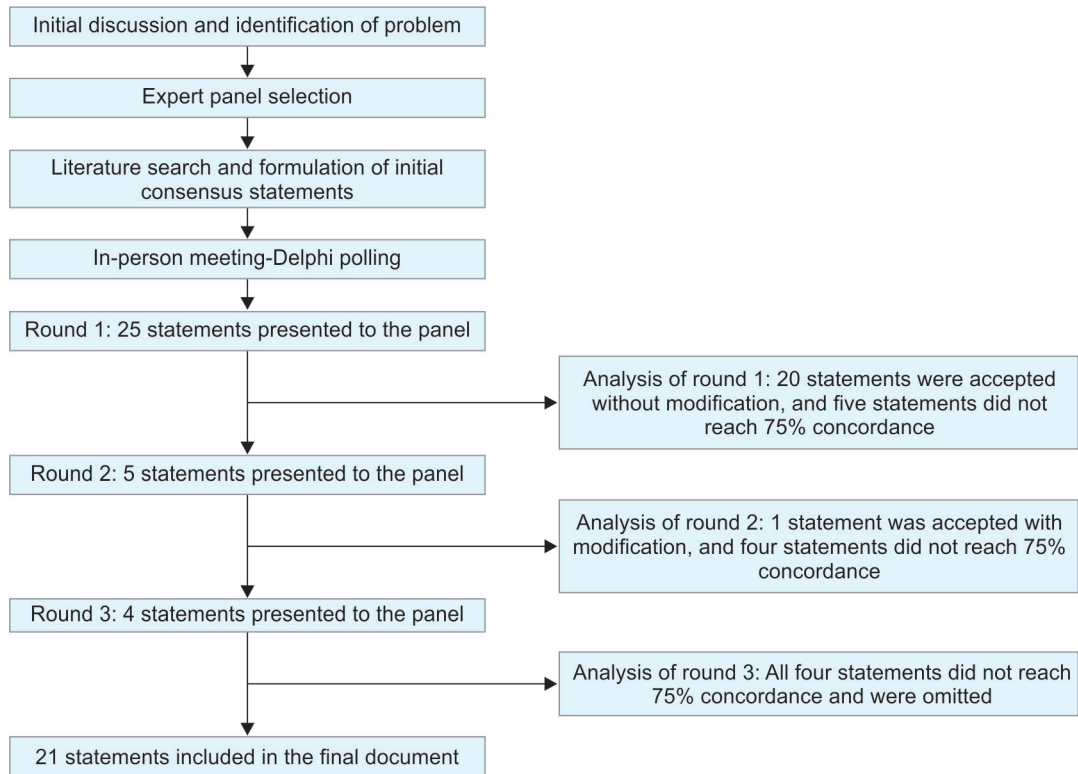 Initial discussion and identification of problem
Expert panel selection
Literature search and formulation of initial
consensus statements
In-person meeting-Delphi polling
Round 1: 25 statements presented to the panel
Analysis of round 1: 20 statements were accepted
without modification, and five statements did not
reach 75% concordance
Round 2: 5 statements presented to the panel
Analysis of round 2: 1 statement was accepted with
modification, and four statements did not reach 75%
concordance
Round 3: 4 statements presented to the panel
Analysis of round 3: All four statements did not reach
75% concordance and were omitted
21 statements included in the final document